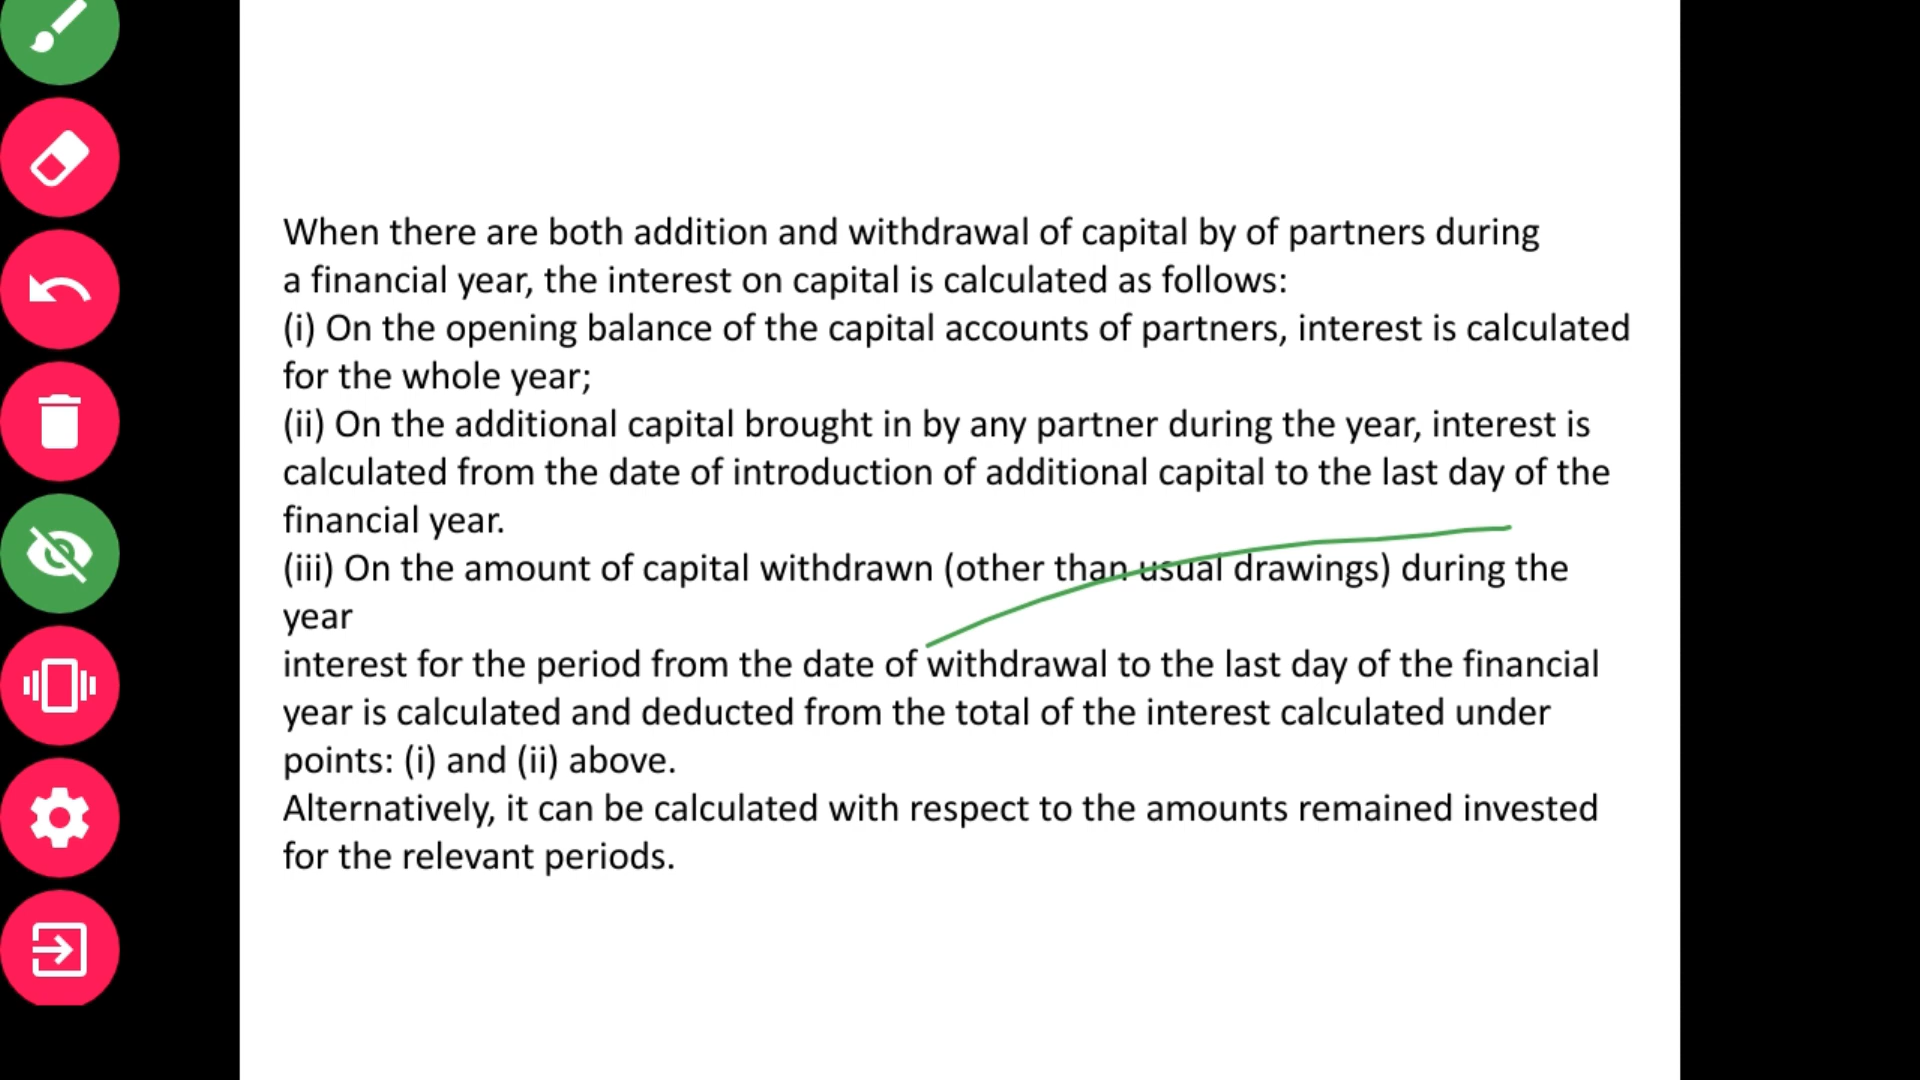 When there are both addition and withdrawal of capital by of partners during
a financial year, the interest on capital is calculated as follows:
(i) On the opening balance of the capital accounts of partners, interest is calculated
for the whole year;
(ii) On the additional capital brought in by any partner during the year, interest is
calculated from the date of introduction of additional capital to the last day of the
financial year.
(iii) On the amount of capital withdrawn (other than usual drawings) during the
year
interest for the period from the date of withdrawal to the last day of the financial
year is calculated and deducted from the total of the interest calculated under
points: (i) and (ii) above.
Alternatively, it can be calculated with respect to the amounts remained invested
for the relevant periods.